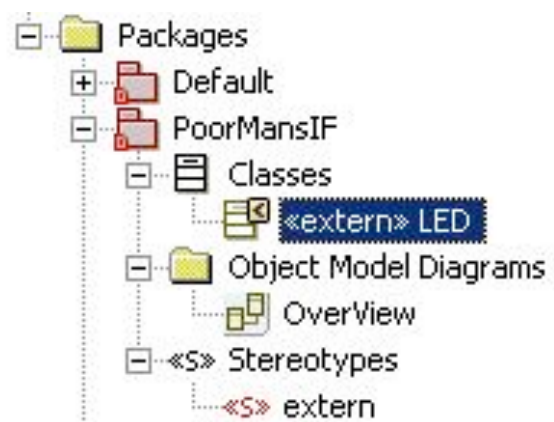 Packages
Default
PoorMansIF
Classes
«extern» LED
Object Model Diagrams
OverView
«S» Stereotypes
«S» extern